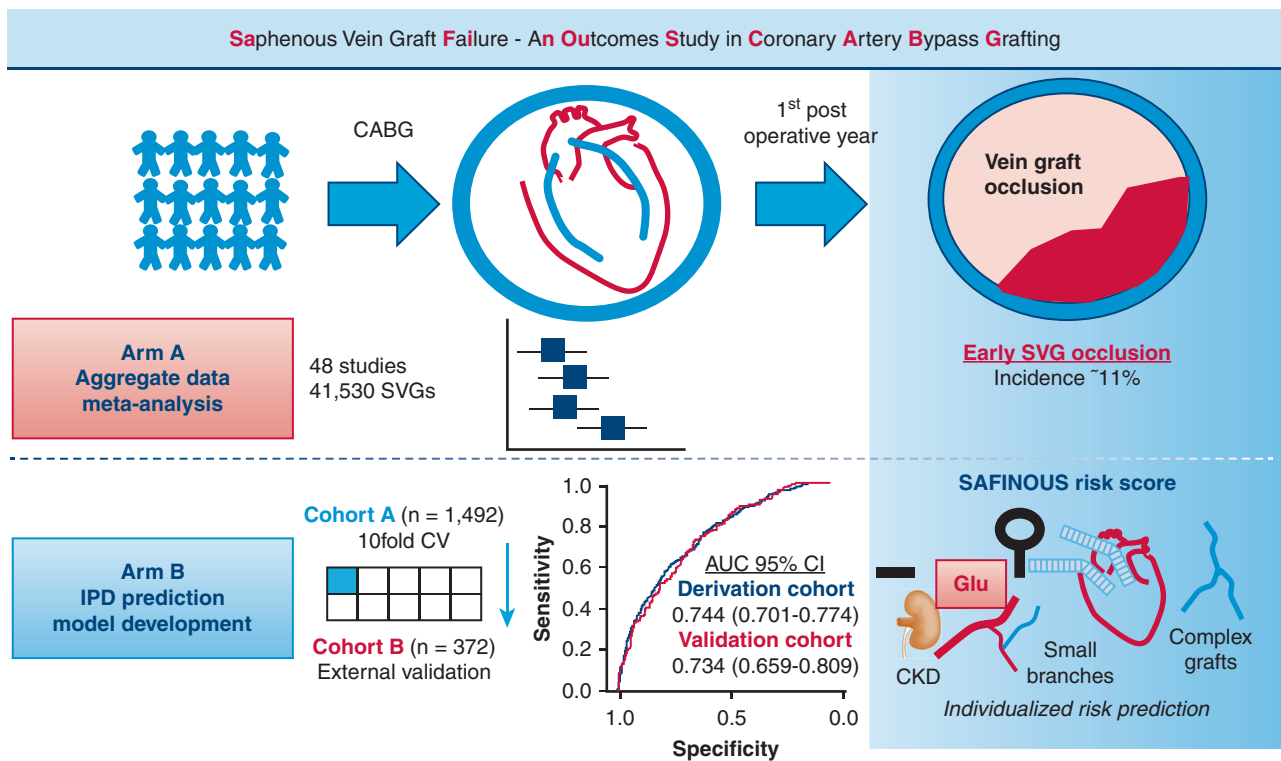 Saphenous Vein Graft Failure - An Outcomes Study in Coronary Artery Bypass Grafting
CABG
1st post
operative year
Vein graft
occlusion
Arm A
Aggregate data
meta-analysis
48 studies
41,530 SVGs
Early SVG occlusion
Incidence ~11%
Arm B
IPD prediction
model development
Cohort A (n = 1,492)
10fold CV
Cohort B (n = 372)
External validation
Sensitivity
1.0
0.8
0.6
0.4
0.2
0.0
AUC 95% CI
Derivation cohort
0.744 (0.701-0.774)
Validation cohort
0.734 (0.659-0.809)
1.0
0.5
0.0
Specificity
SAFINOUS risk score
Glu
CKD
Small
branches
Complex
grafts
Individualized risk prediction